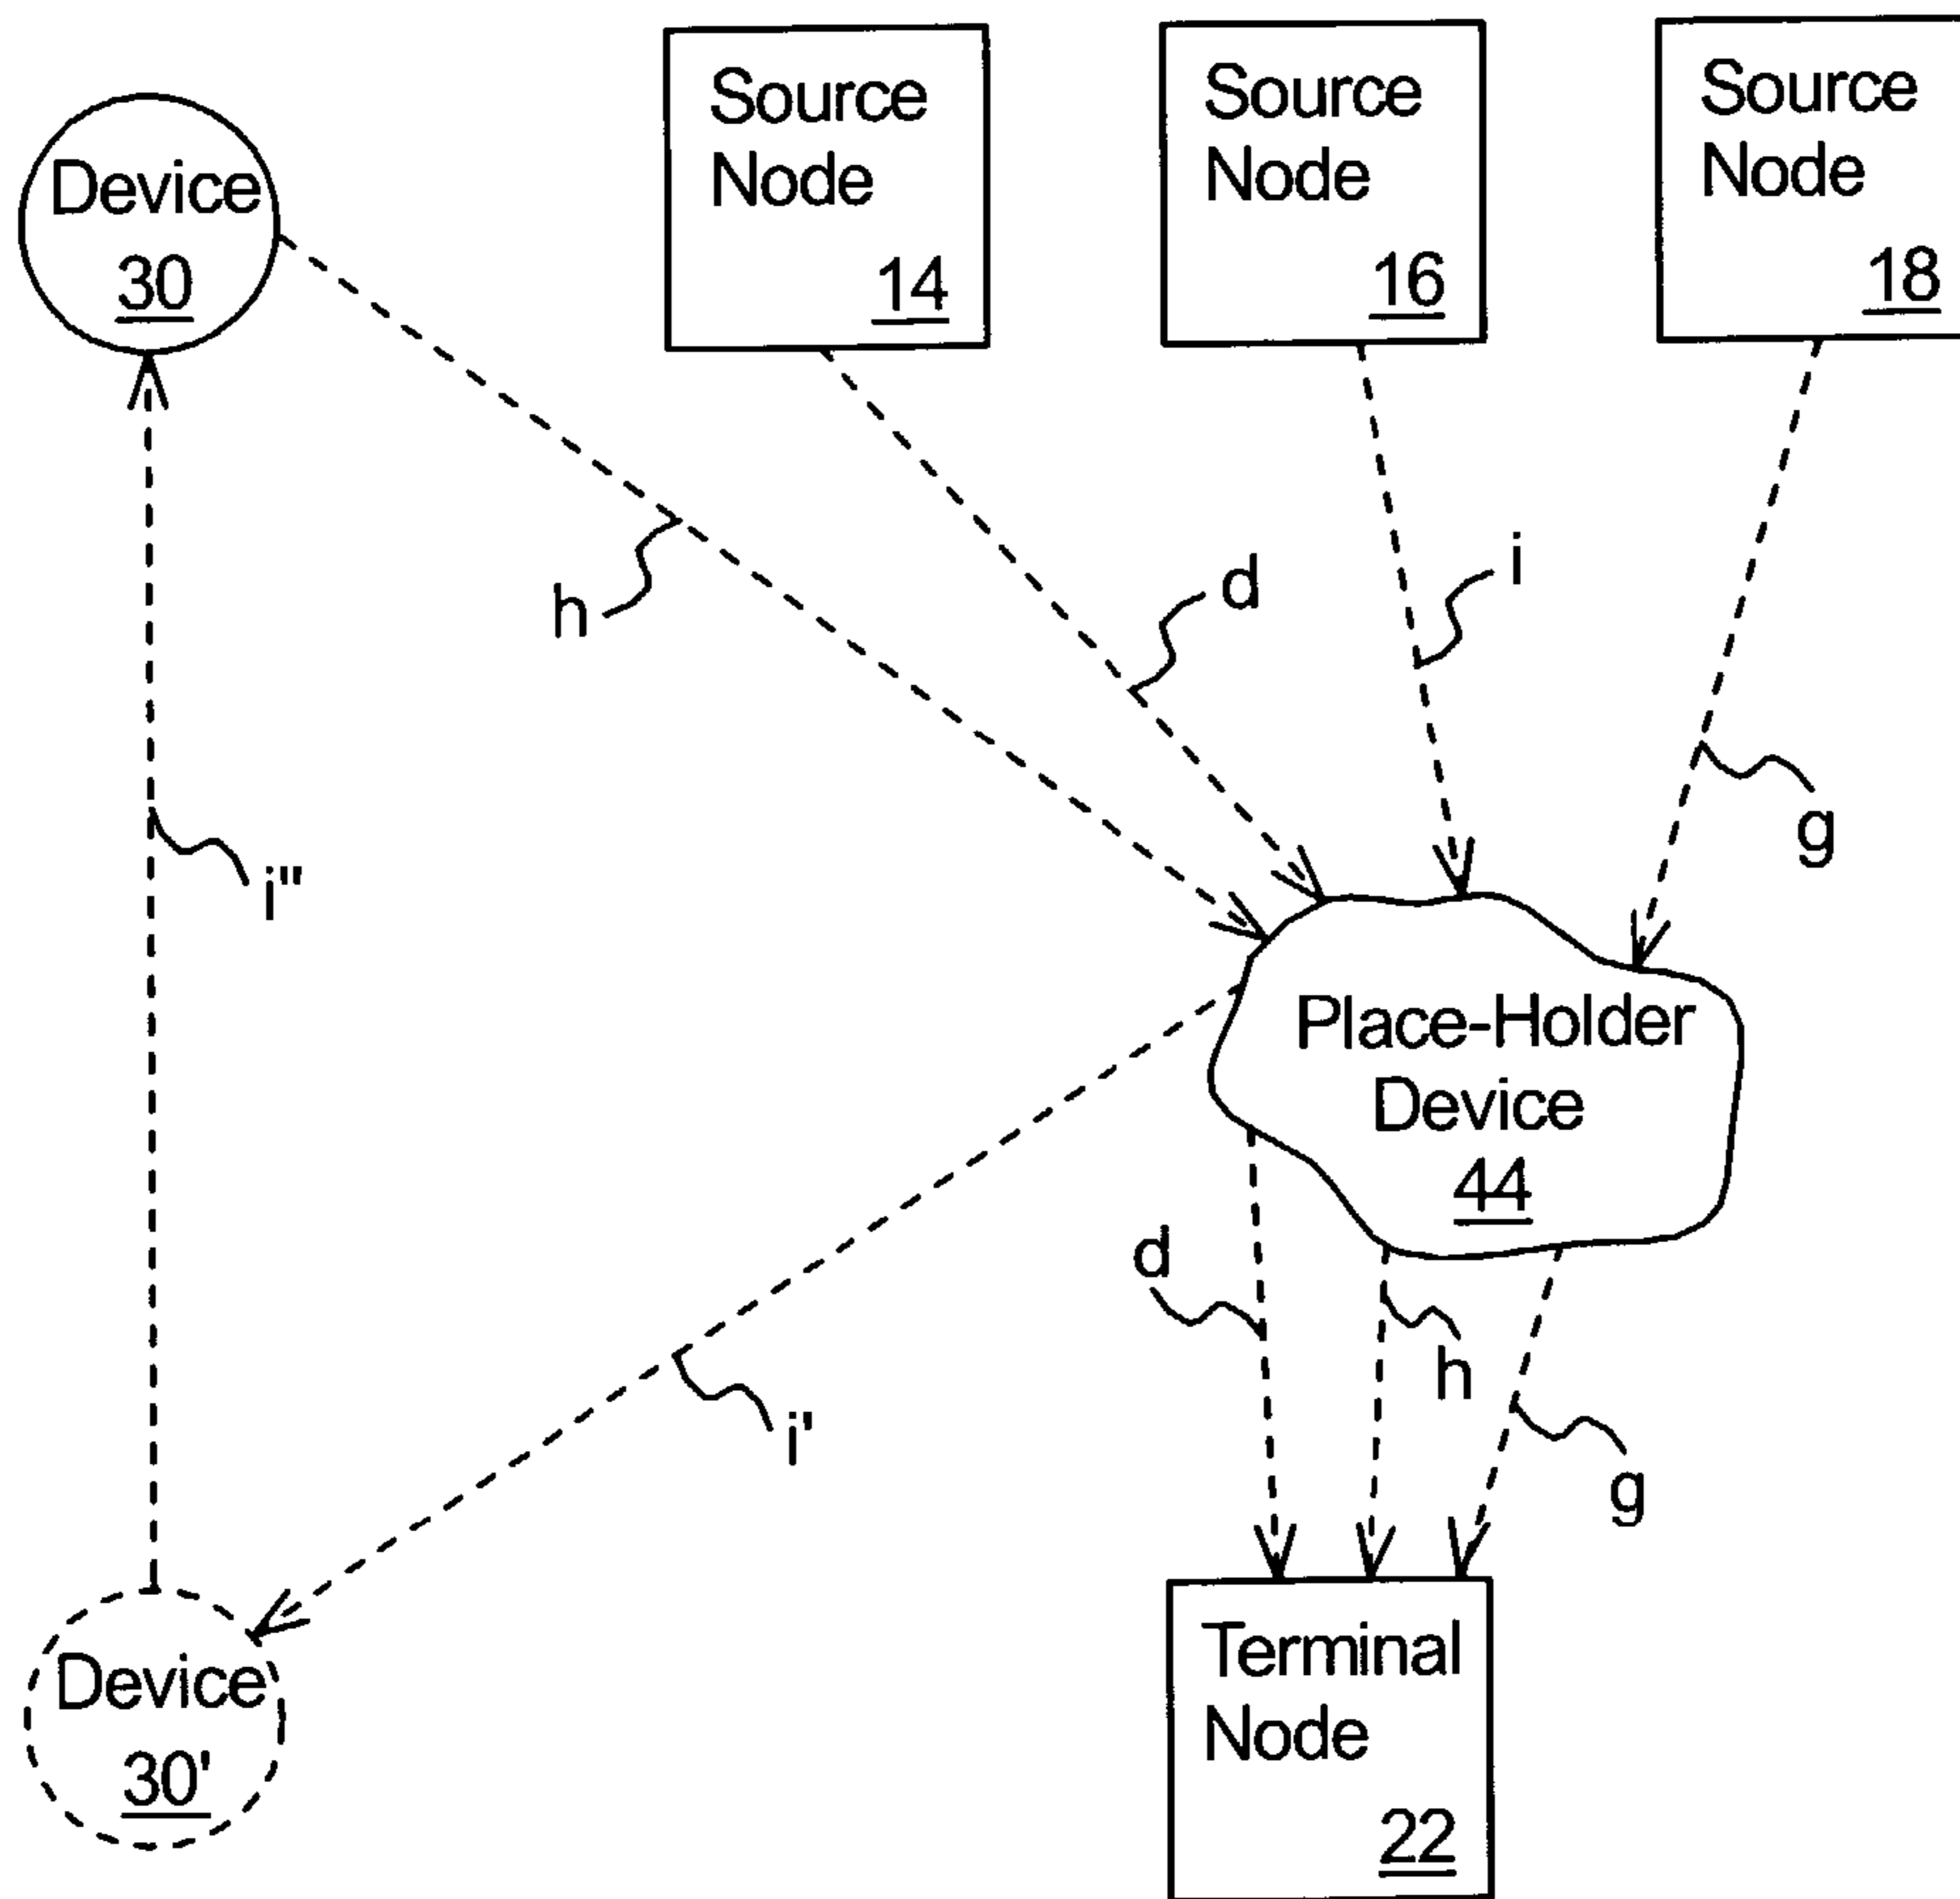 Device
30
Source
Node
14
Source
Node
16
Source
Node
18
h
d
i
g
i"
Place-Holder
Device
44
d
h
g
i'
Device
30'
Terminal
Node
22